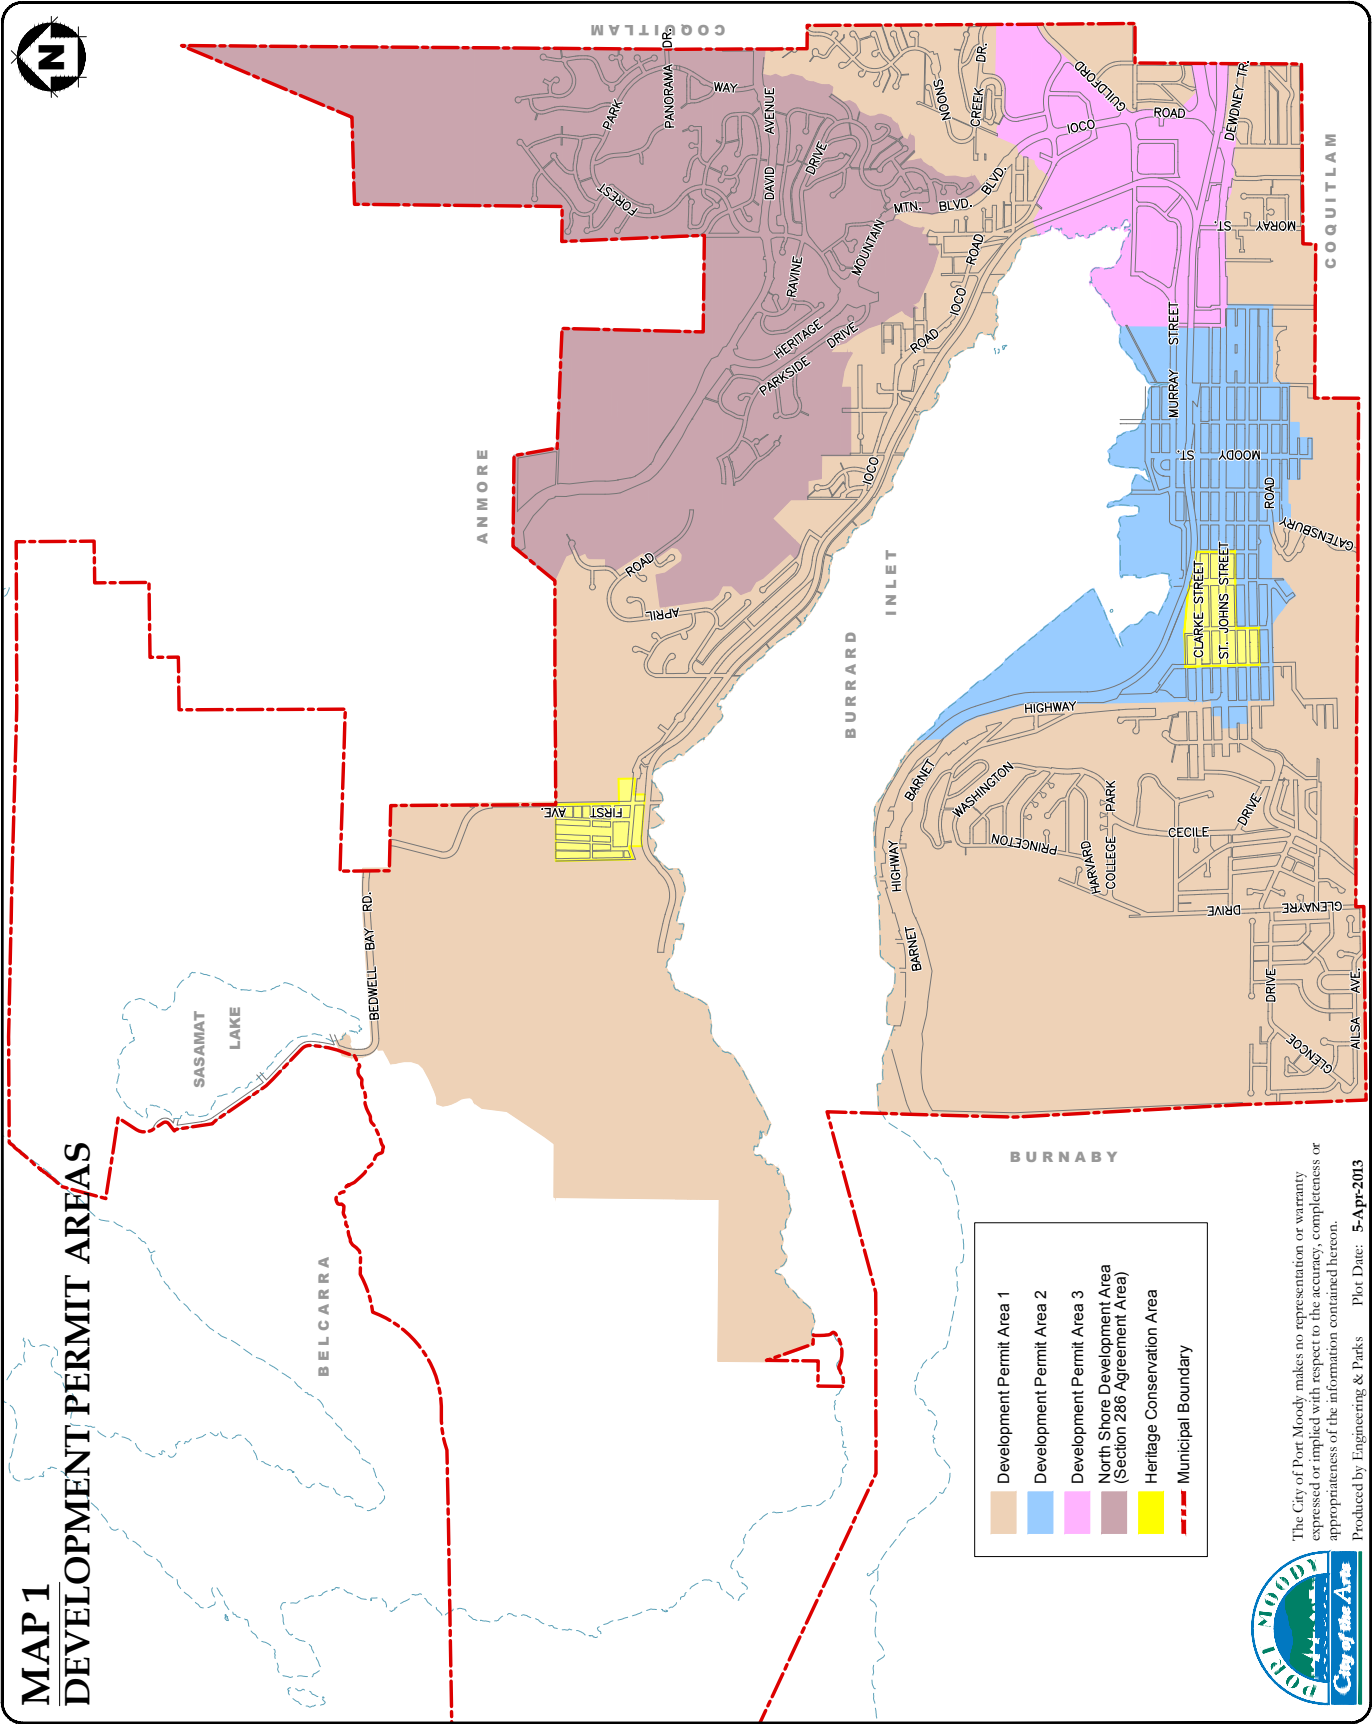 MAP 1
DEVELOPMENT PERMIT AREAS
N
COQUITLAM
COQUITLAM
ANMORE
BURRARD
INLET
BELCARRA
BURNABY
SASAMAT
LAKE
BEDWELL BAY RD.
FIRST AVE.
APRIL ROAD
IOCO
IOCO ROAD
IOCO ROAD
PARKSIDE DRIVE
HERITAGE
MOUNTAIN
MTN. BLVD.
BLVD.
RAVINE
DRIVE
DAVID AVENUE
FOREST
PARK
WAY
PANORAMA DR.
NOONS
CREEK DR.
GUILDFORD
IOCO
ROAD
DEWDNEY TR.
MORAY ST.
MURRAY STREET
MOODY ST.
GATENSBURY
ROAD
CLARKE STREET
ST. JOHNS STREET
BARNET
HIGHWAY
HIGHWAY
BARNET
WASHINGTON
PRINCETON
HARVARD
COLLEGE PARK
CECILE
DRIVE
GLENAYRE
DRIVE
DRIVE
GLENCOE
AILSA AVE.
Development Permit Area 1
Development Permit Area 2
Development Permit Area 3
North Shore Development Area
(Section 286 Agreement Area)
Heritage Conservation Area
Municipal Boundary
PORT MOODY
City of the Arts
The City of Port Moody makes no representation or warranty
expressed or implied with respect to the accuracy, completeness or
appropriateness of the information contained hereon.
Produced by Engineering & Parks Plot Date: 5-Apr-2013